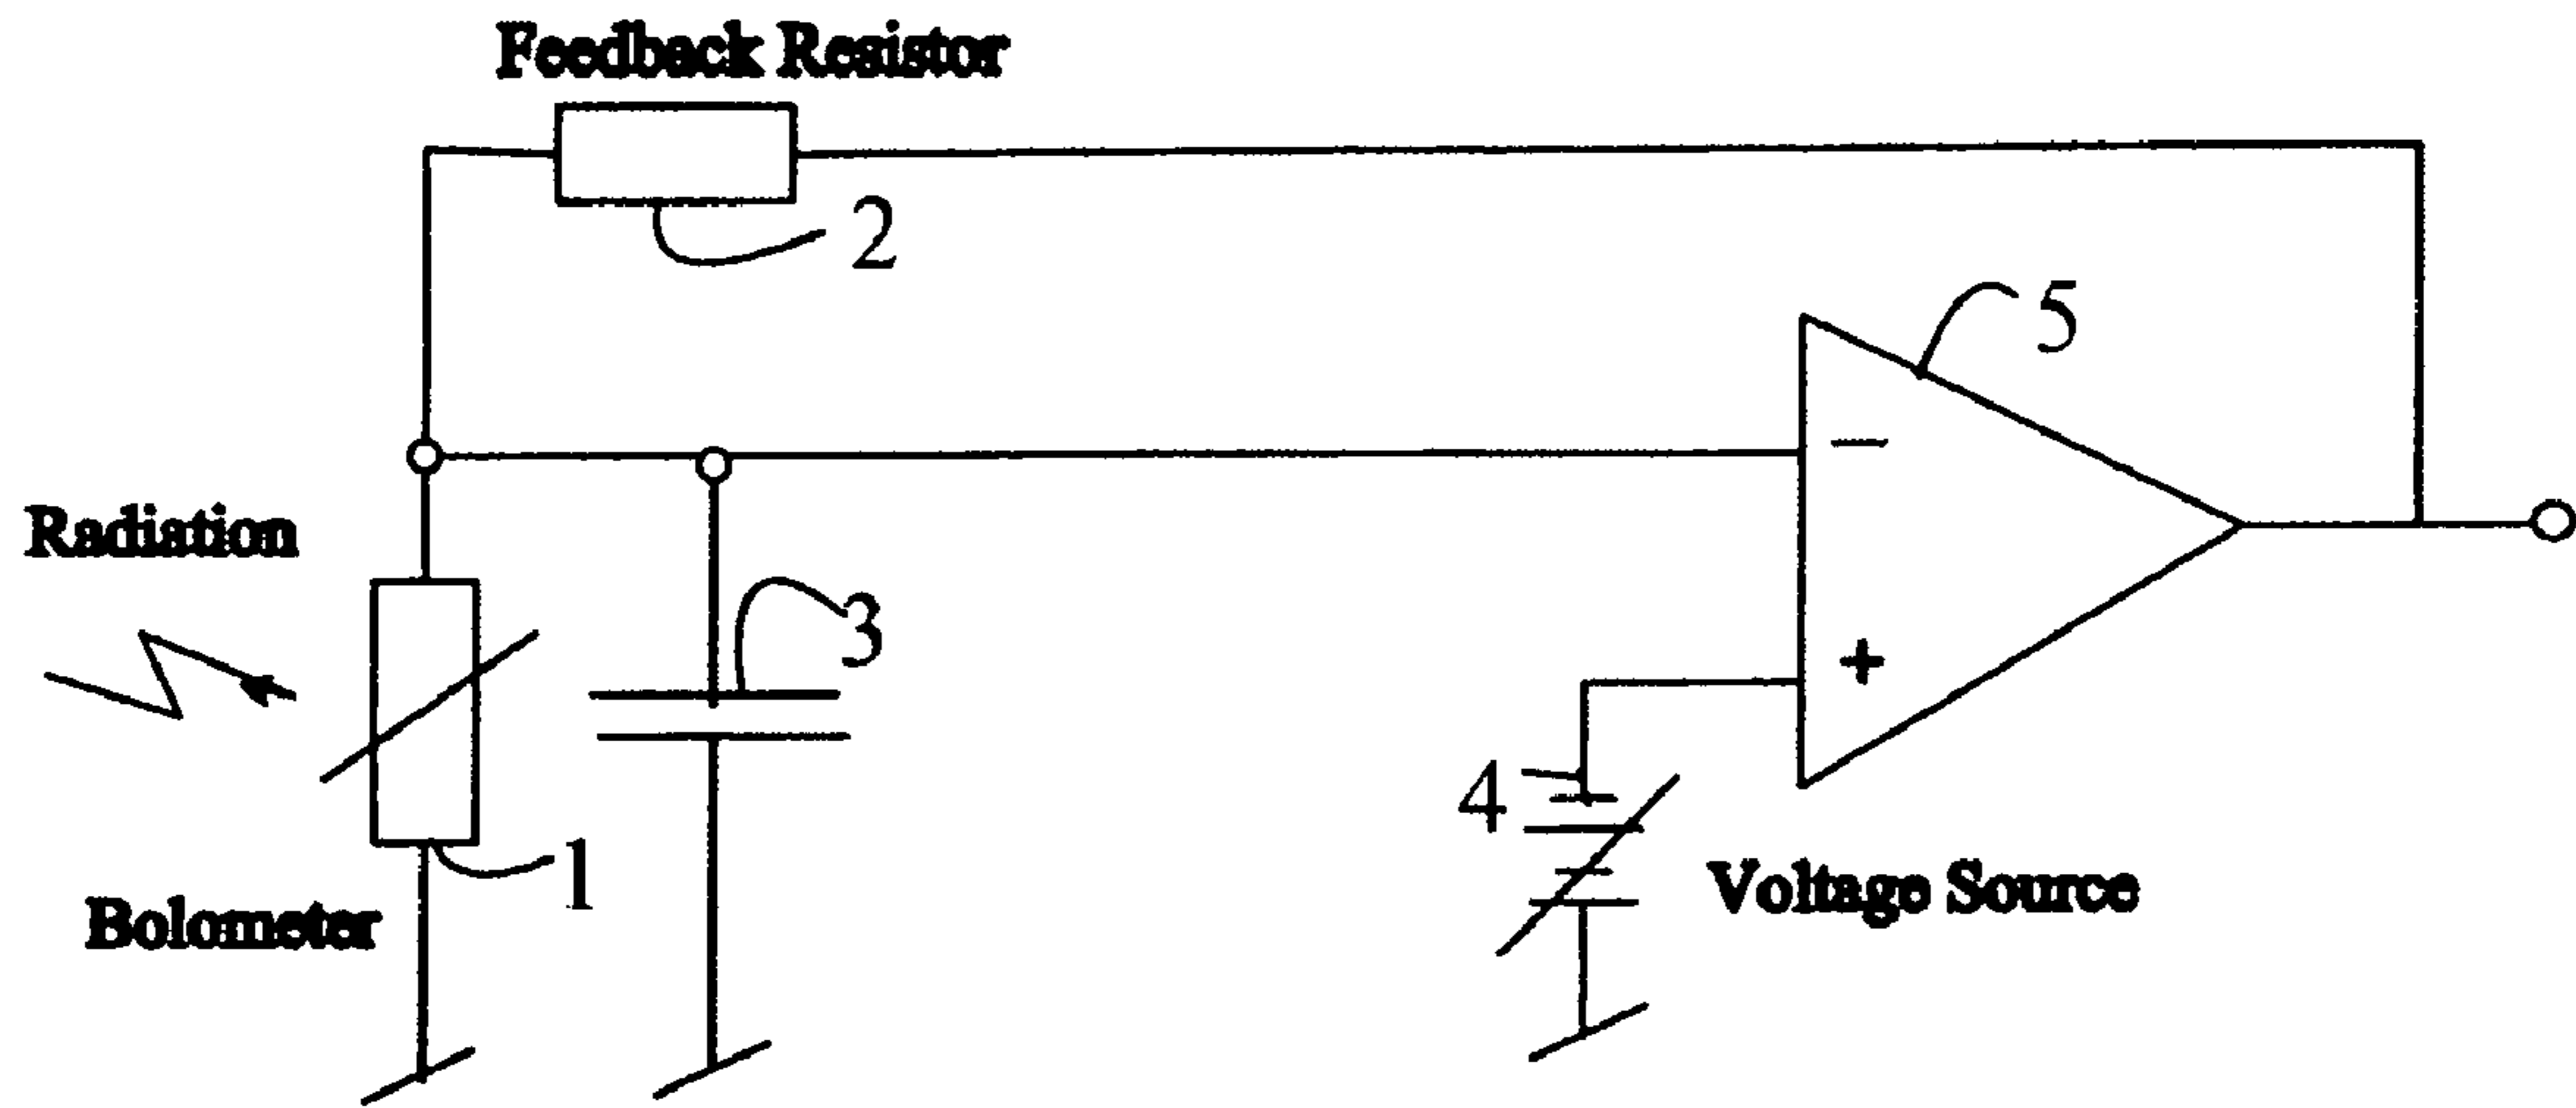 Feedback Resistor
2
5
−
Radiation
3
+
4
1
Voltage Source
Bolometer